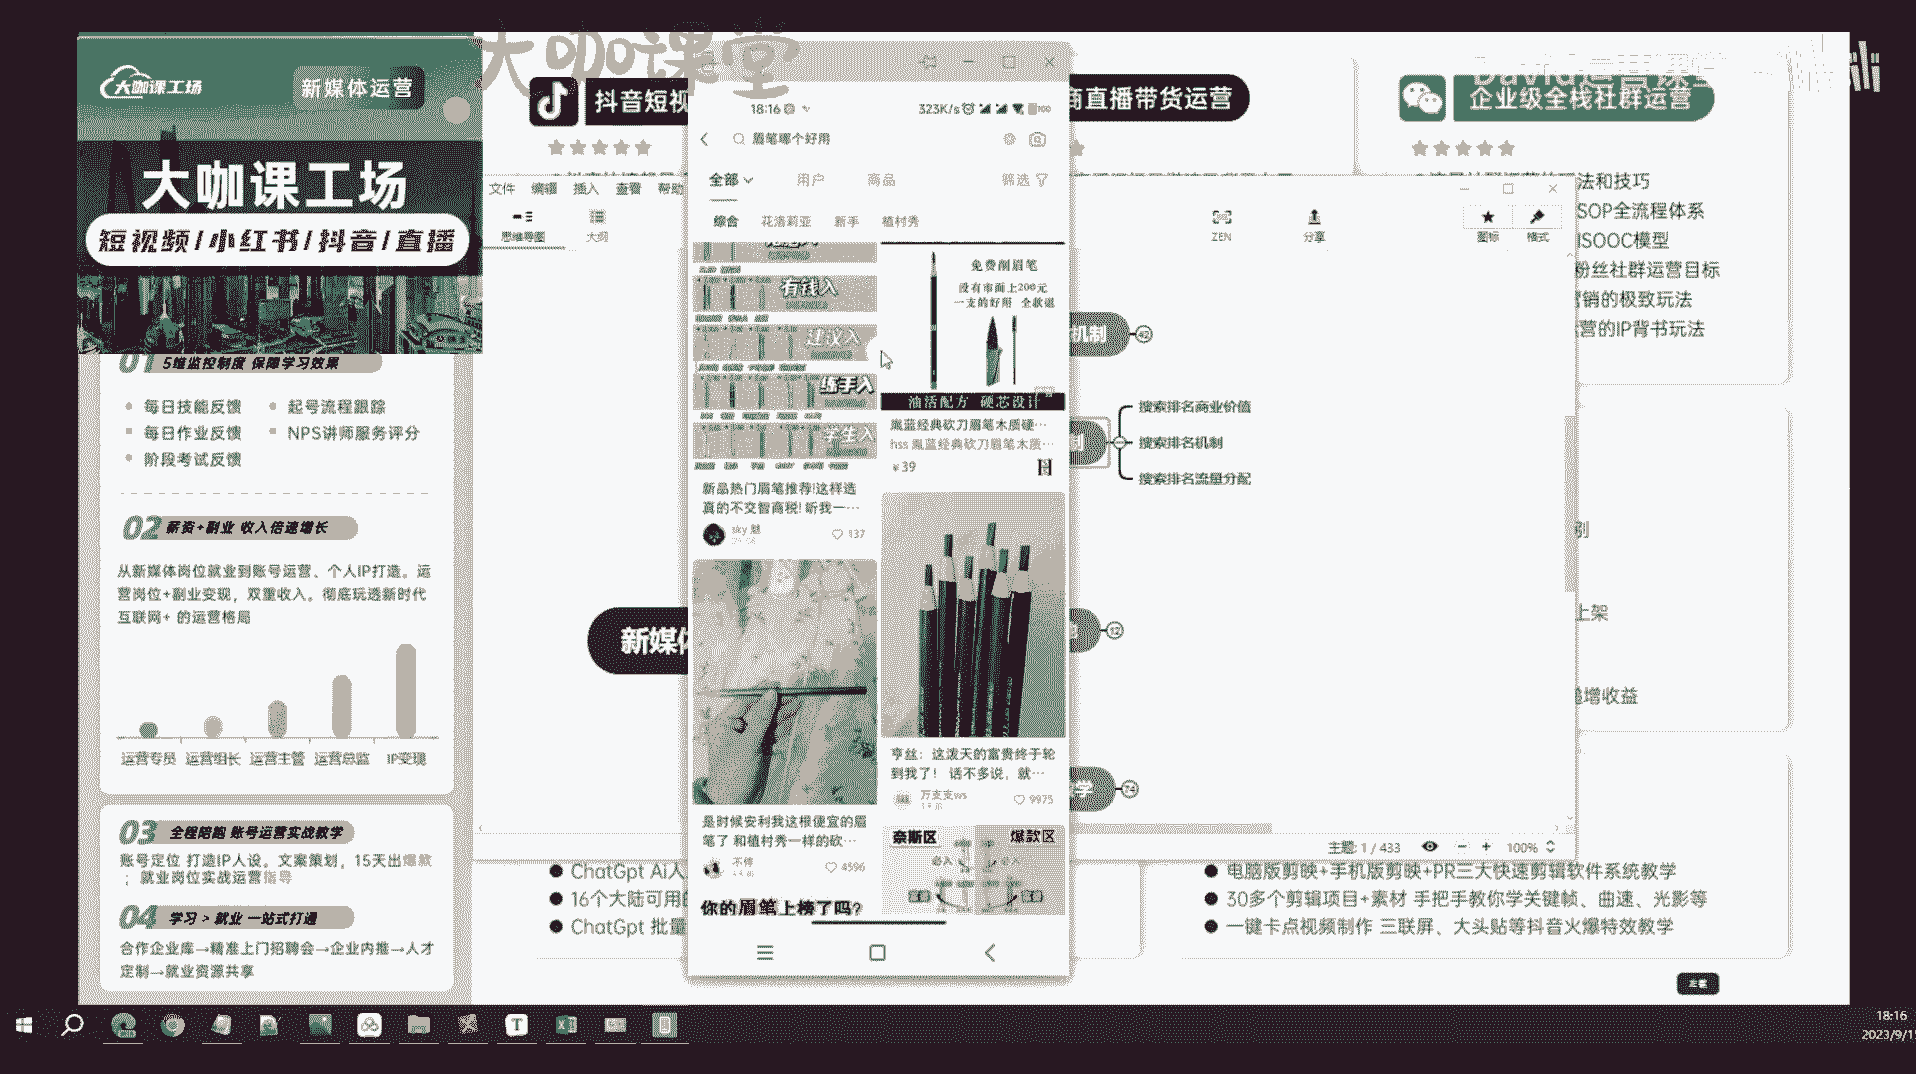 大咖课堂
大咖课工场
新媒体运营
大咖课工场
短视频/小红书/抖音/直播
01 5维监控制度 保障学习效果
每日技能反馈
起号流程跟踪
每日作业反馈
NPS讲师服务评分
阶段考试反馈
02 薪资+副业 收入倍速增长
从新媒体岗位就业到账号运营、个人IP打造。运
营岗位+副业变现，双重收入。彻底玩透新时代
互联网+ 的运营格局
运营专员 运营组长 运营主管 运营总监 IP变现
03 全程陪跑 账号运营实战教学
账号定位 打造IP人设。文案策划，15天出爆款
；就业岗位实战运营指导
04 学习 > 就业 一站式打通
合作企业库→精准上门招聘会→企业内推→人才
定制→就业资源共享
抖音短视
商直播带货运营
企业级全栈社群运营
法和技巧
SOP全流程体系
ISOOC模型
粉丝社群运营目标
营销的极致玩法
营的IP背书玩法
别
上架
增收益
文件 编辑 插入 查看 帮助
思维导图
大纲
ZEN
分享
图标
格式
新媒体
机制
42
搜索排名商业价值
搜索排名机制
搜索排名流量分配
12
学
74
主题: 1 / 433
100%
18:16
323K/s
100
眉笔哪个好用
全部
用户
商品
筛选
综合
花洛莉亚
新手
植村秀
有钱入
过议入
练手入
学生入
新品热门眉笔推荐!这样选
真的不交智商税! 听我一…
sky 魅
137
免费削眉笔
没有市面上200元
一支的好用 全款退
油活配方 硬芯设计
胤蓝经典砍刀眉笔木质硬…
hss 胤蓝经典砍刀眉笔木质…
¥39
亨丝：这泼天的富贵终于轮
到我了！ 话不多说，就…
万支支ws
9975
是时候安利我这根便宜的眉
笔了 和植村秀一样的砍…
4596
奈斯区
爆款区
必入
必入
你的眉笔上榜了吗?
ChatGpt Ai人
16个大陆可用的
ChatGpt 批量
电脑版剪映+手机版剪映+PR三大快速剪辑软件系统教学
30多个剪辑项目+素材 手把手教你学关键帧、曲速、光影等
一键卡点视频制作 三联屏、大头贴等抖音火爆特效教学
18:16
2023/9/1